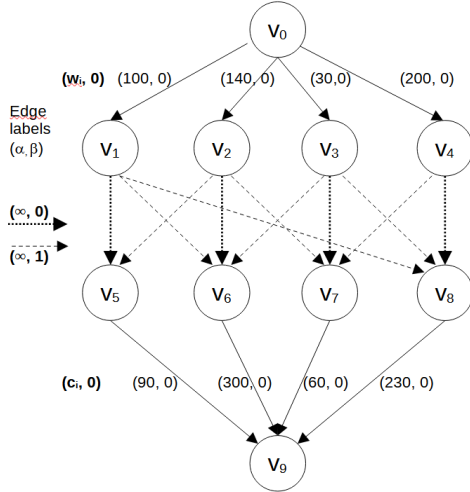 v₀
(wᵢ, 0) (100, 0) (140, 0) (30,0) (200, 0)
Edge
labels
(α, β)
v₁ v₂ v₃ v₄
(∞, 0)
(∞, 1)
v₅ v₆ v₇ v₈
(cᵢ, 0) (90, 0) (300, 0) (60, 0) (230, 0)
v₉